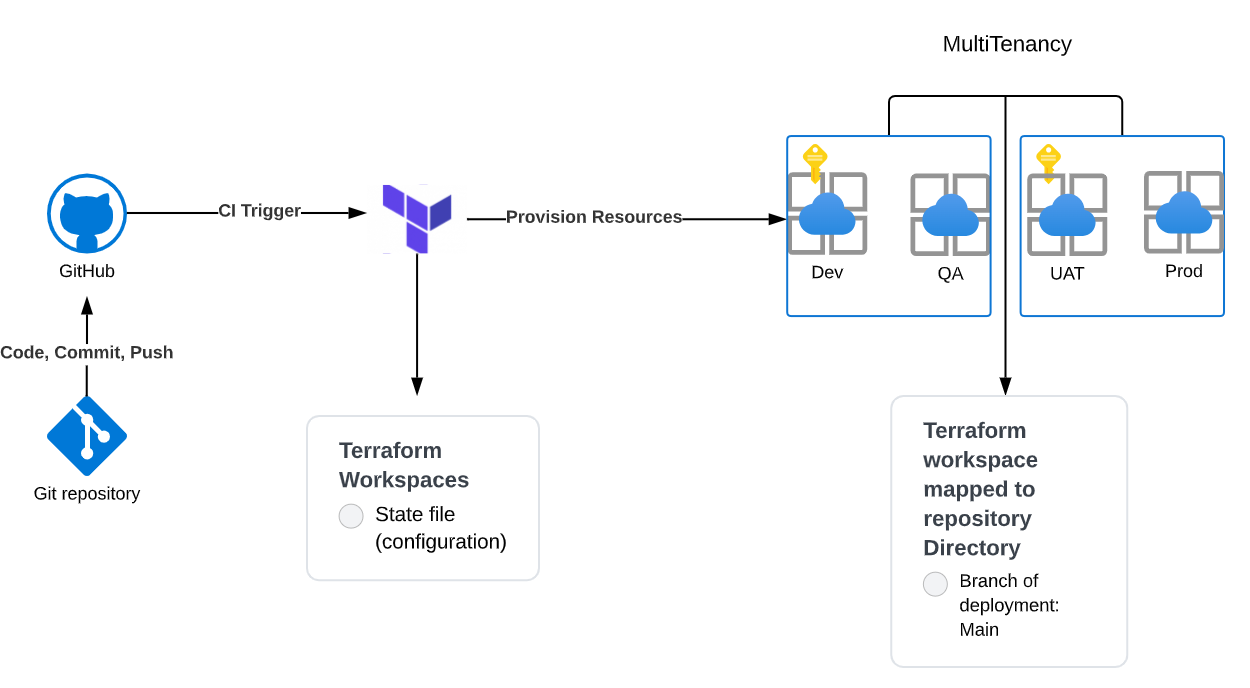 MultiTenancy
CI Trigger
Provision Resources
GitHub
Dev
QA
UAT
Prod
Code, Commit, Push
Git repository
Terraform
Workspaces
State file
(configuration)
Terraform
workspace
mapped to
repository
Directory
Branch of
deployment:
Main